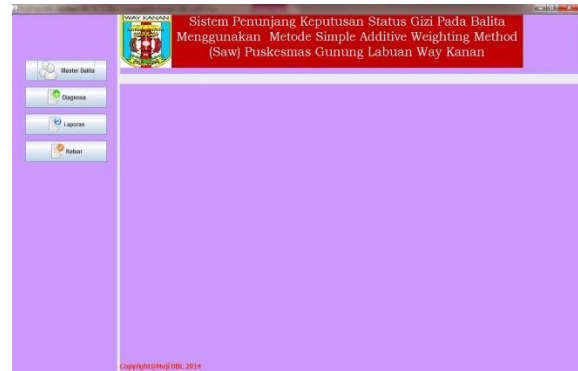 WAY KANAN
Sistem Penunjang Keputusan Status Gizi Pada Balita
Menggunakan Metode Simple Additive Weighting Method
(Saw) Puskesmas Gunung Labuan Way Kanan
Master Balita
Diagnosa
Laporan
Keluar
Copyright@Muji UBL 2014